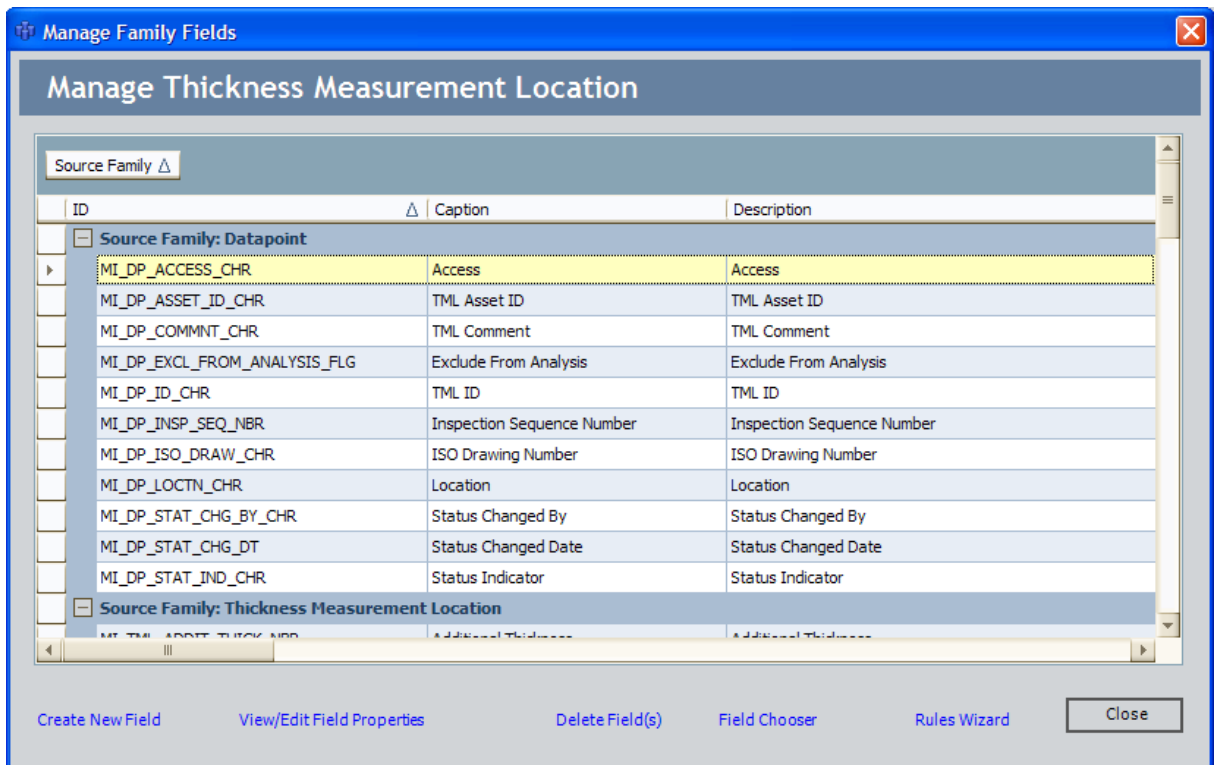 Manage Family Fields
Manage Thickness Measurement Location
Source Family
ID Caption Description
Source Family: Datapoint
MI_DP_ACCESS_CHR Access Access
MI_DP_ASSET_ID_CHR TML Asset ID TML Asset ID
MI_DP_COMMNT_CHR TML Comment TML Comment
MI_DP_EXCL_FROM_ANALYSIS_FLG Exclude From Analysis Exclude From Analysis
MI_DP_ID_CHR TML ID TML ID
MI_DP_INSP_SEQ_NBR Inspection Sequence Number Inspection Sequence Number
MI_DP_ISO_DRAW_CHR ISO Drawing Number ISO Drawing Number
MI_DP_LOCTN_CHR Location Location
MI_DP_STAT_CHG_BY_CHR Status Changed By Status Changed By
MI_DP_STAT_CHG_DT Status Changed Date Status Changed Date
MI_DP_STAT_IND_CHR Status Indicator Status Indicator
Source Family: Thickness Measurement Location
MI_TML_ADDIT_THICK_NBR Additional Thickness Additional Thickness
Create New Field View/Edit Field Properties Delete Field(s) Field Chooser Rules Wizard Close